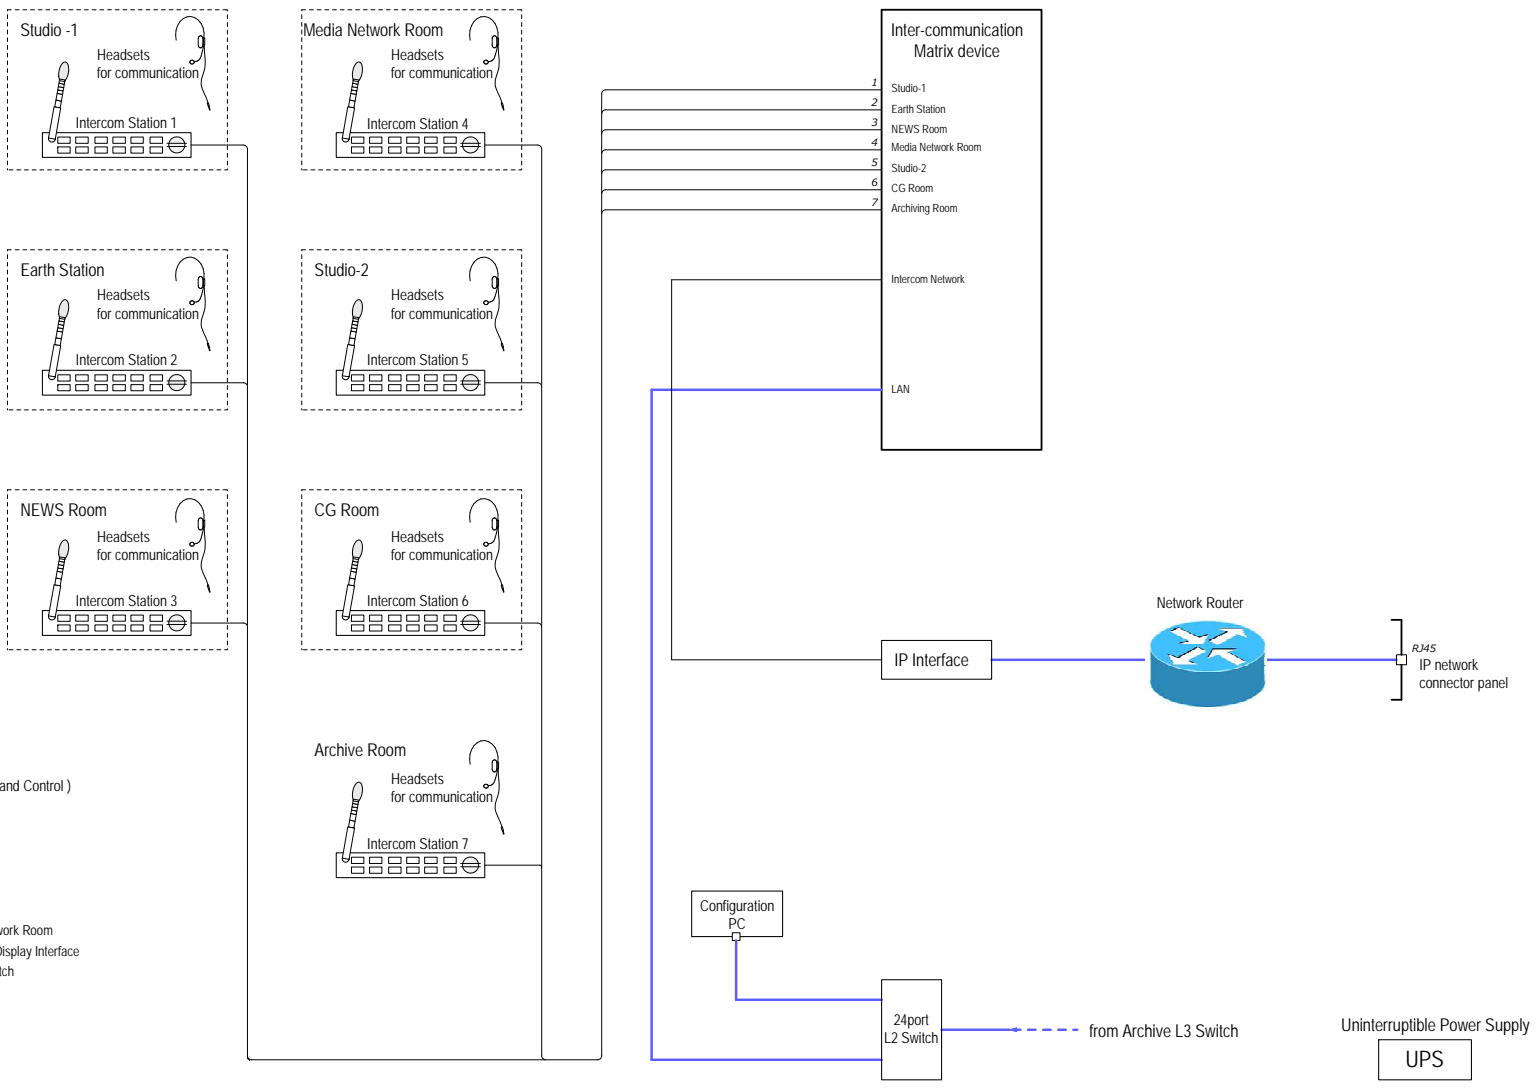 Studio -1
Headsets
for communication
Intercom Station 1
Media Network Room
Headsets
for communication
Intercom Station 4
Earth Station
Headsets
for communication
Intercom Station 2
Studio-2
Headsets
for communication
Intercom Station 5
NEWS Room
Headsets
for communication
Intercom Station 3
CG Room
Headsets
for communication
Intercom Station 6
Archive Room
Headsets
for communication
Intercom Station 7
and Control )
work Room
Display Interface
tch
Inter-communication
Matrix device
1 Studio-1
2 Earth Station
3 NEWS Room
4 Media Network Room
5 Studio-2
6 CG Room
7 Archiving Room
Intercom Network
LAN
IP Interface
Network Router
RJ45
IP network
connector panel
Configuration
PC
24port
L2 Switch
from Archive L3 Switch
Uninterruptible Power Supply
UPS